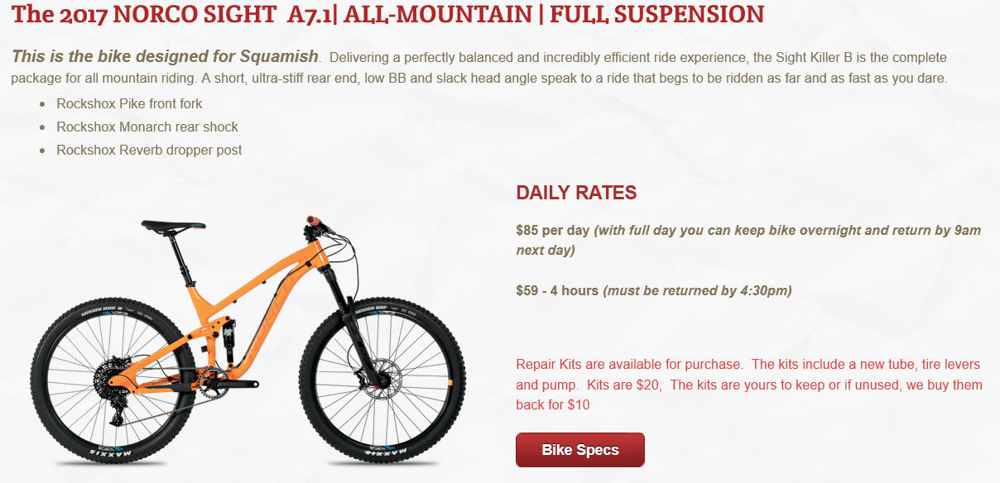 The 2017 NORCO SIGHT  A7.1| ALL-MOUNTAIN | FULL SUSPENSION
This is the bike designed for Squamish.  Delivering a perfectly balanced and incredibly efficient ride experience, the Sight Killer B is the complete
package for all mountain riding. A short, ultra-stiff rear end, low BB and slack head angle speak to a ride that begs to be ridden as far and as fast as you dare.
• Rockshox Pike front fork
• Rockshox Monarch rear shock
• Rockshox Reverb dropper post
MINION DHR II
MAXXIS
MINION DHF
MAXXIS
DAILY RATES
$85 per day (with full day you can keep bike overnight and return by 9am
next day)
$59 - 4 hours (must be returned by 4:30pm)
Repair Kits are available for purchase.  The kits include a new tube, tire levers
and pump.  Kits are $20,  The kits are yours to keep or if unused, we buy them
back for $10
Bike Specs